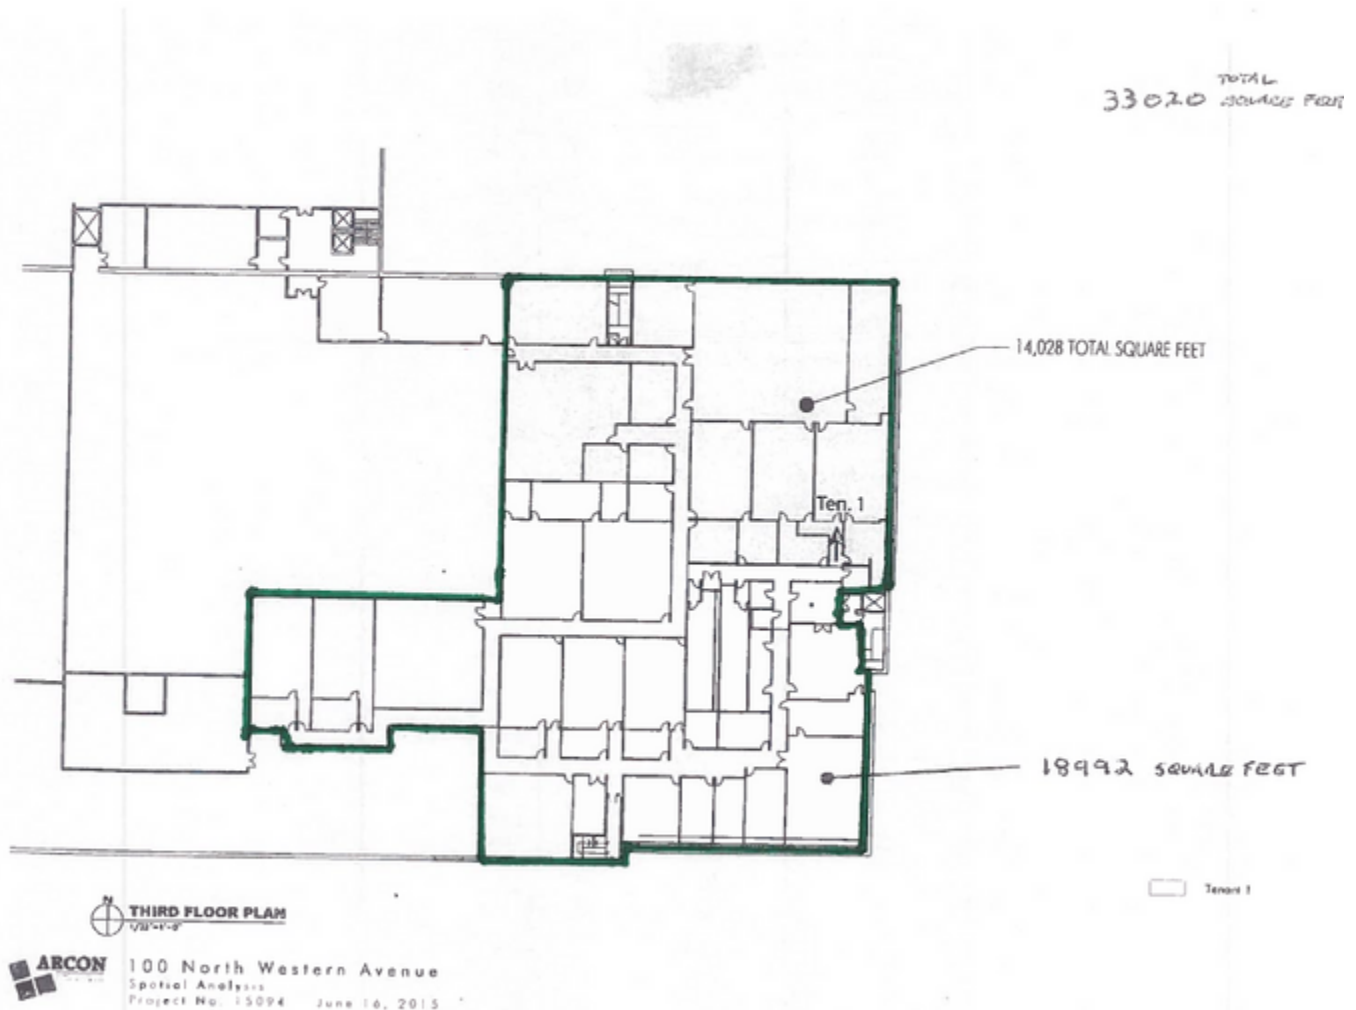 TOTAL
33020 SQUARE FEET
14,028 TOTAL SQUARE FEET
Ten. 1
18992 SQUARE FEET
Tenant 1
N
THIRD FLOOR PLAN
ARCON
100 North Western Avenue
Spatial Analysis
Project No. 15094 June 16, 2015